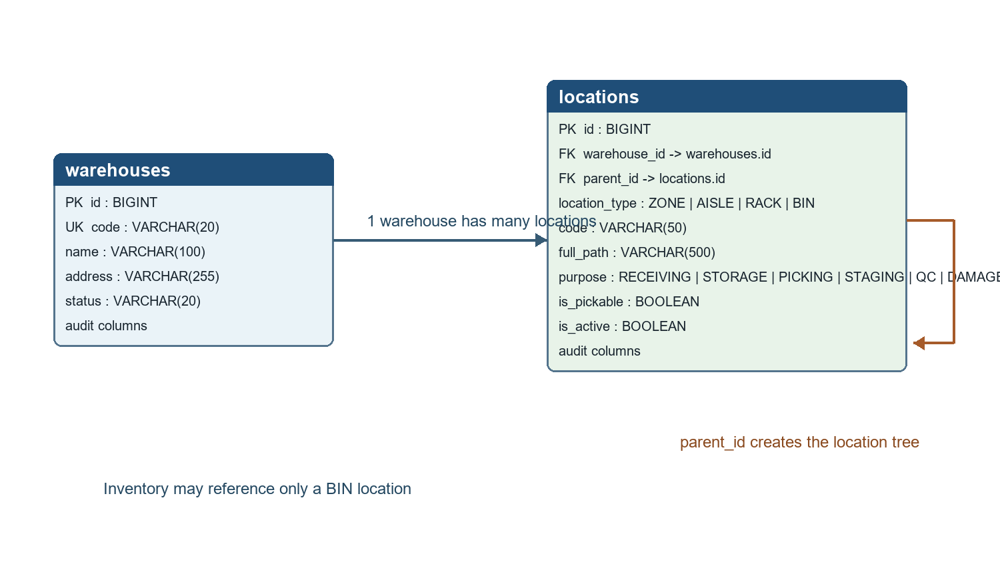 warehouses
PK id : BIGINT
UK code : VARCHAR(20)
name : VARCHAR(100)
address : VARCHAR(255)
status : VARCHAR(20)
audit columns
1 warehouse has many locations
locations
PK id : BIGINT
FK warehouse_id -> warehouses.id
FK parent_id -> locations.id
location_type : ZONE | AISLE | RACK | BIN
code : VARCHAR(50)
full_path : VARCHAR(500)
purpose : RECEIVING | STORAGE | PICKING | STAGING | QC | DAMAGE
is_pickable : BOOLEAN
is_active : BOOLEAN
audit columns
parent_id creates the location tree
Inventory may reference only a BIN location